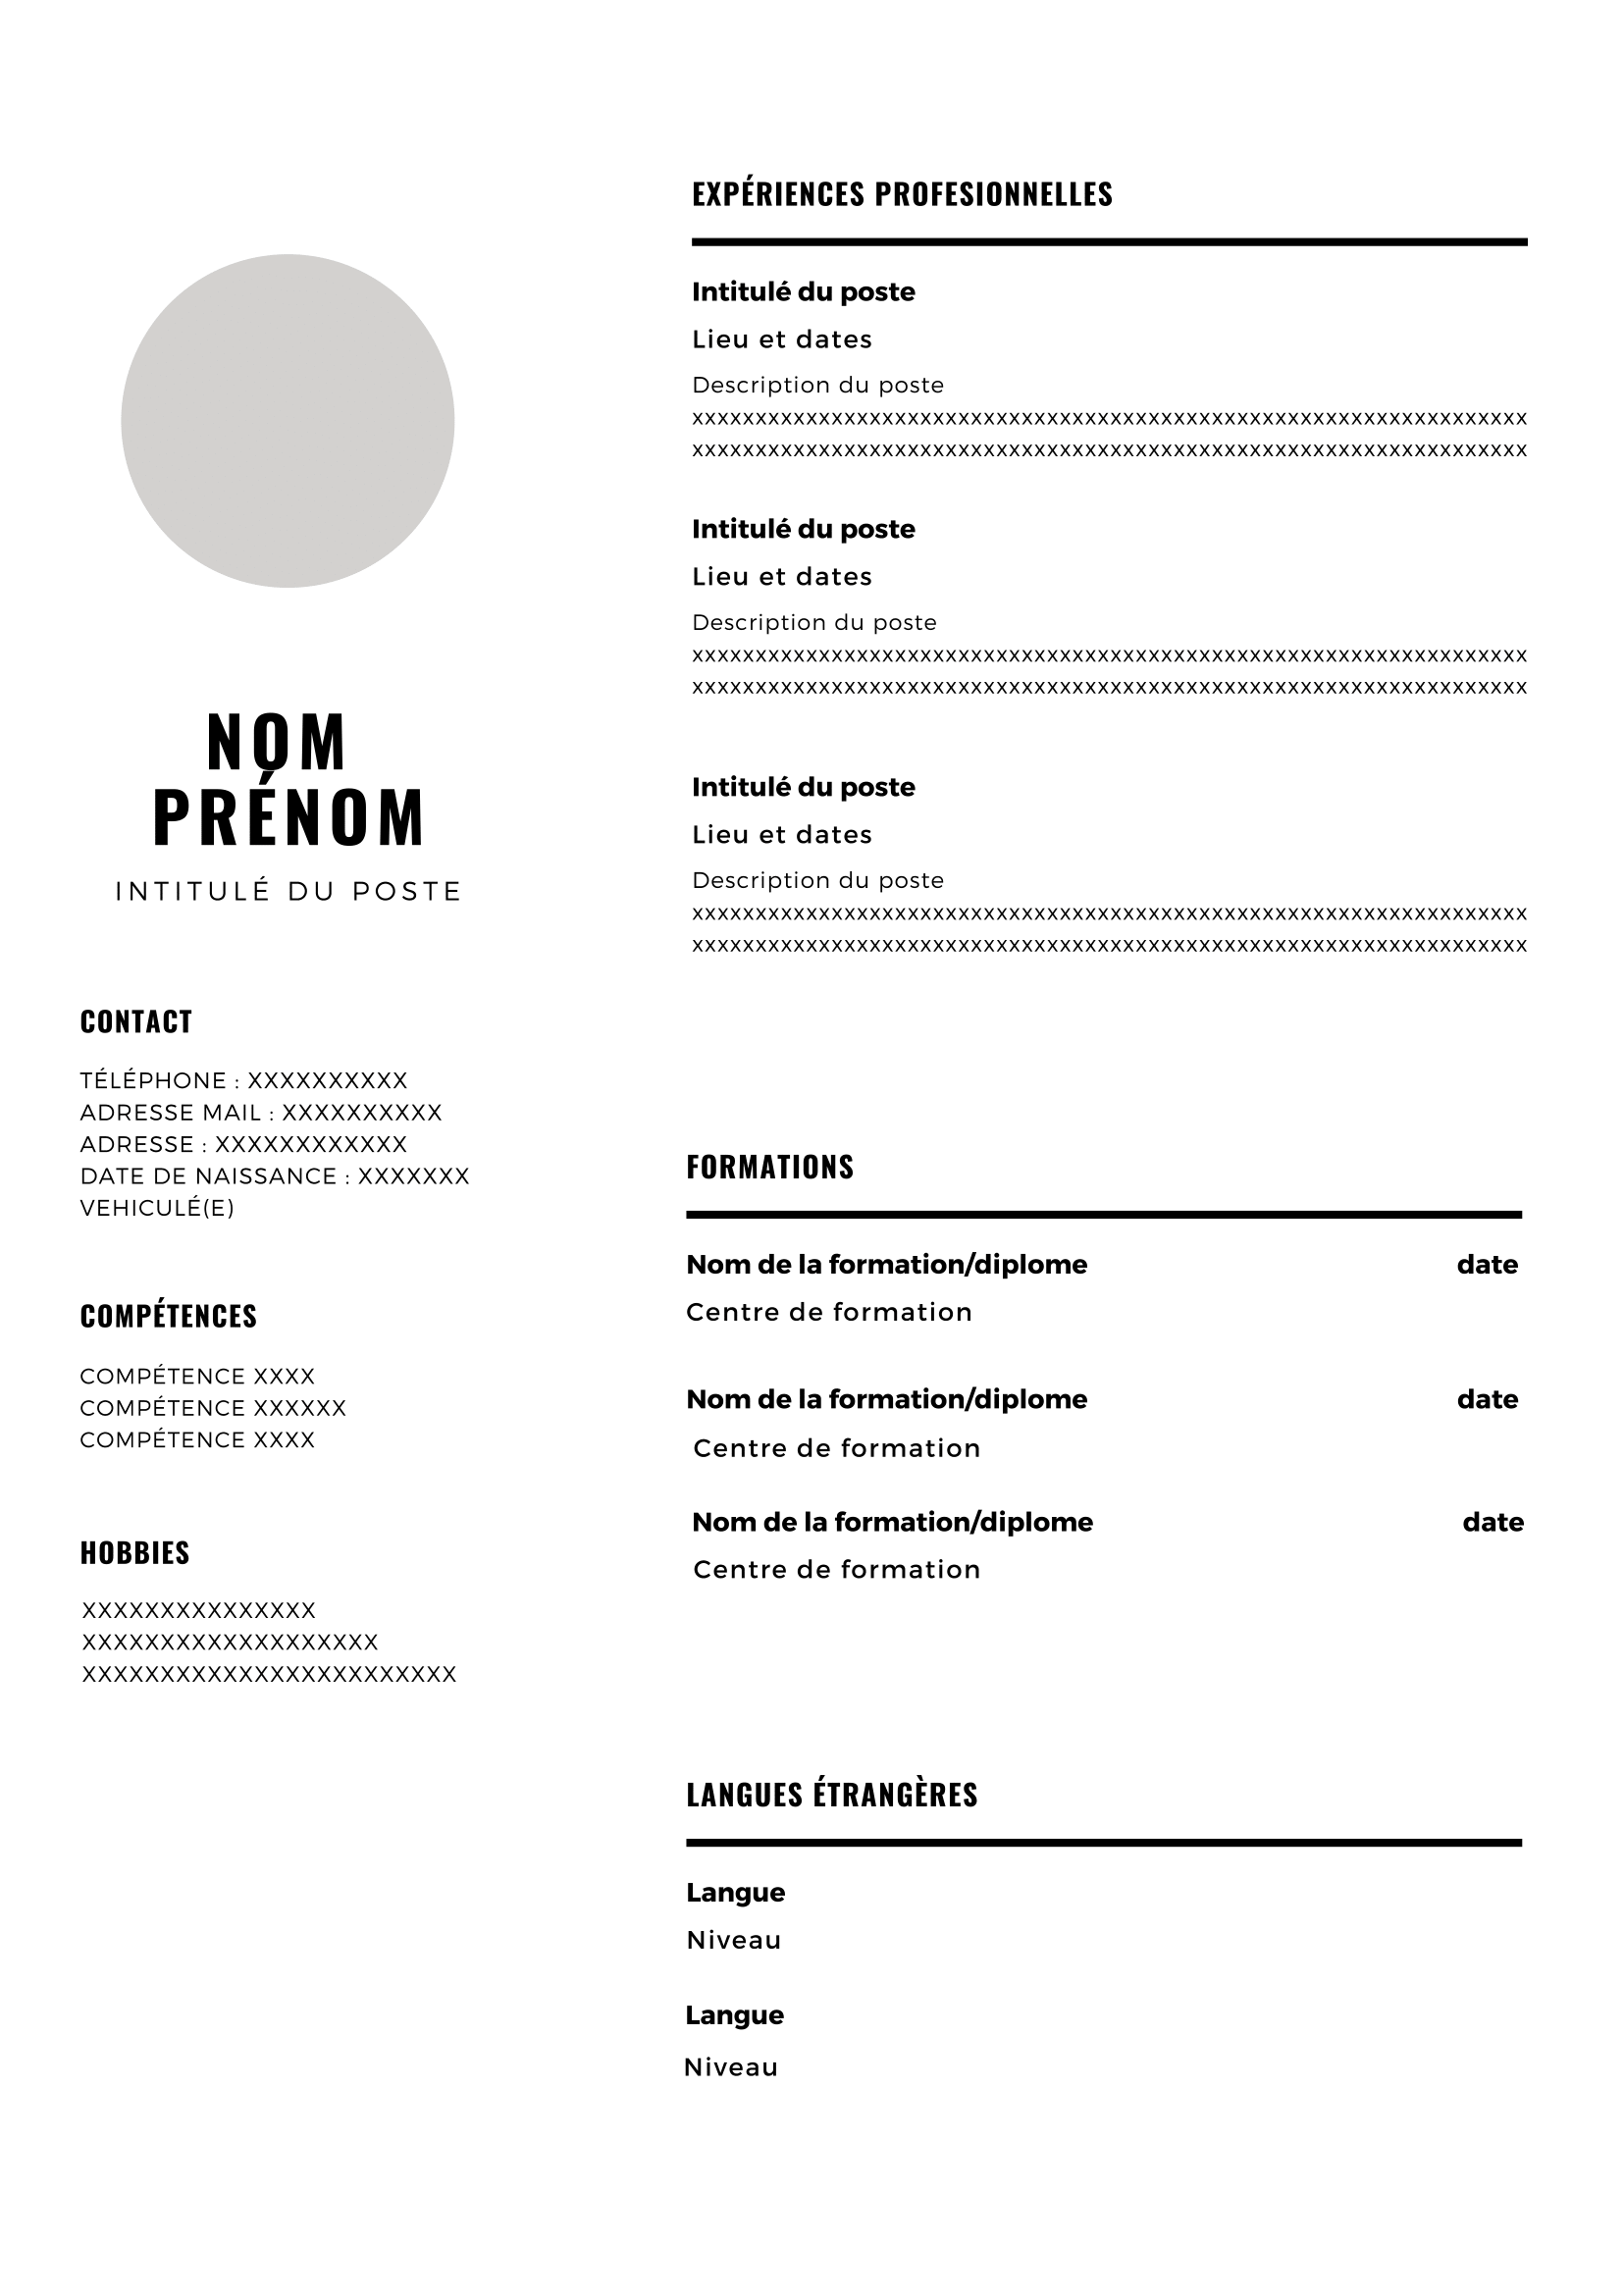 NOM
PRÉNOM
INTITULÉ DU POSTE
CONTACT
TÉLÉPHONE : XXXXXXXXXX
ADRESSE MAIL : XXXXXXXXXX
ADRESSE : XXXXXXXXXXXX
DATE DE NAISSANCE : XXXXXXX
VEHICULÉ(E)
COMPÉTENCES
COMPÉTENCE XXXX
COMPÉTENCE XXXXXX
COMPÉTENCE XXXX
HOBBIES
XXXXXXXXXXXXXXX
XXXXXXXXXXXXXXXXXXX
XXXXXXXXXXXXXXXXXXXXXXXX
EXPÉRIENCES PROFESIONNELLES
Intitulé du poste
Lieu et dates
Description du poste
xxxxxxxxxxxxxxxxxxxxxxxxxxxxxxxxxxxxxxxxxxxxxxxxxxxxxxxxxxxxxxxxxx
xxxxxxxxxxxxxxxxxxxxxxxxxxxxxxxxxxxxxxxxxxxxxxxxxxxxxxxxxxxxxxxxxx
Intitulé du poste
Lieu et dates
Description du poste
xxxxxxxxxxxxxxxxxxxxxxxxxxxxxxxxxxxxxxxxxxxxxxxxxxxxxxxxxxxxxxxxxx
xxxxxxxxxxxxxxxxxxxxxxxxxxxxxxxxxxxxxxxxxxxxxxxxxxxxxxxxxxxxxxxxxx
Intitulé du poste
Lieu et dates
Description du poste
xxxxxxxxxxxxxxxxxxxxxxxxxxxxxxxxxxxxxxxxxxxxxxxxxxxxxxxxxxxxxxxxxx
xxxxxxxxxxxxxxxxxxxxxxxxxxxxxxxxxxxxxxxxxxxxxxxxxxxxxxxxxxxxxxxxxx
FORMATIONS
Nom de la formation/diplome date
Centre de formation
Nom de la formation/diplome date
Centre de formation
Nom de la formation/diplome date
Centre de formation
LANGUES ÉTRANGÈRES
Langue
Niveau
Langue
Niveau